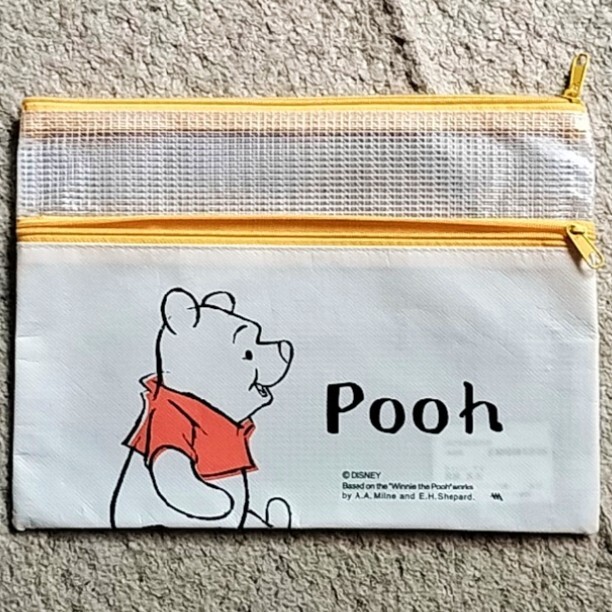 Pooh
© DISNEY
Based on the "Winnie the Pooh" works
by A.A. Milne and E.H. Shepard.